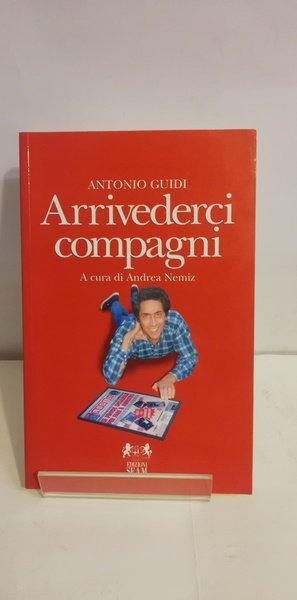 ANTONIO GUIDI
Arrivederci
compagni
A cura di Andrea Nemiz
EDIZIONI
SEAM